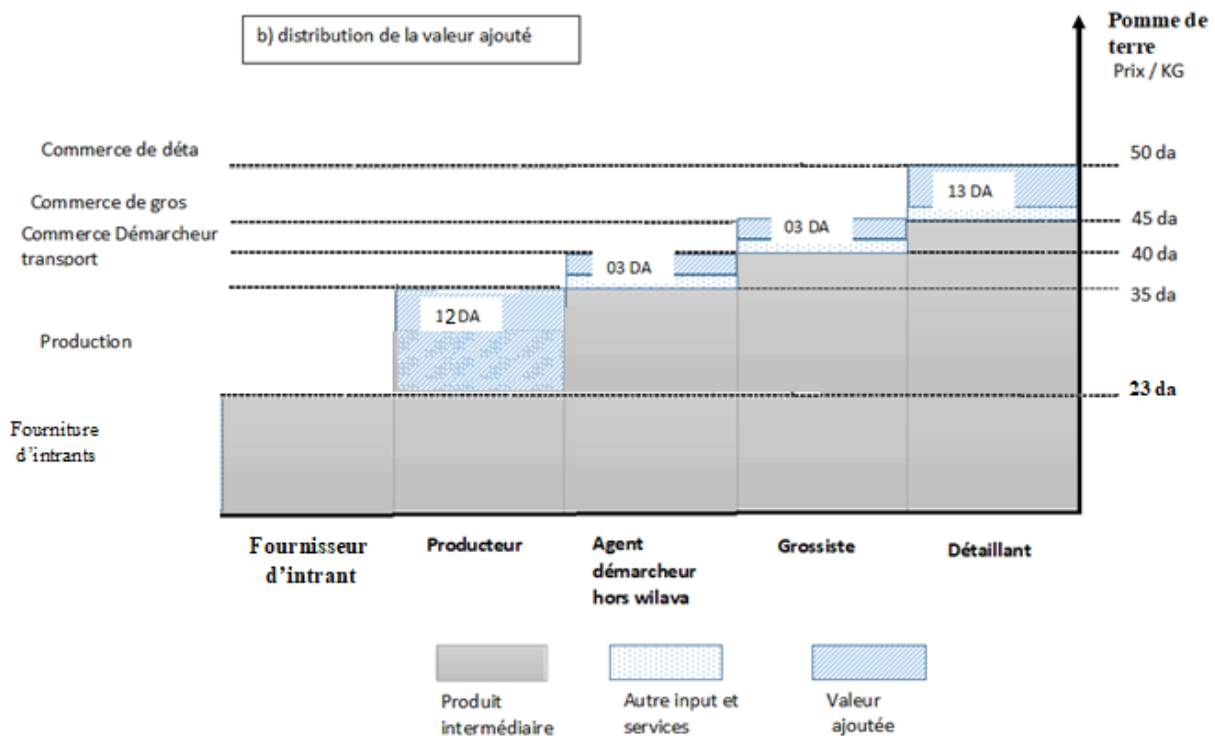 b) distribution de la valeur ajouté
Pomme de
terre
Prix / KG
Commerce de déta
50 da
13 DA
Commerce de gros
45 da
03 DA
Commerce Démarcheur
transport
40 da
03 DA
35 da
12 DA
Production
23 da
Fourniture
d'intrants
Fournisseur
d'intrant
Producteur
Agent
démarcheur
hors wilava
Grossiste
Détaillant
Produit
intermédiaire
Autre input et
services
Valeur
ajoutée